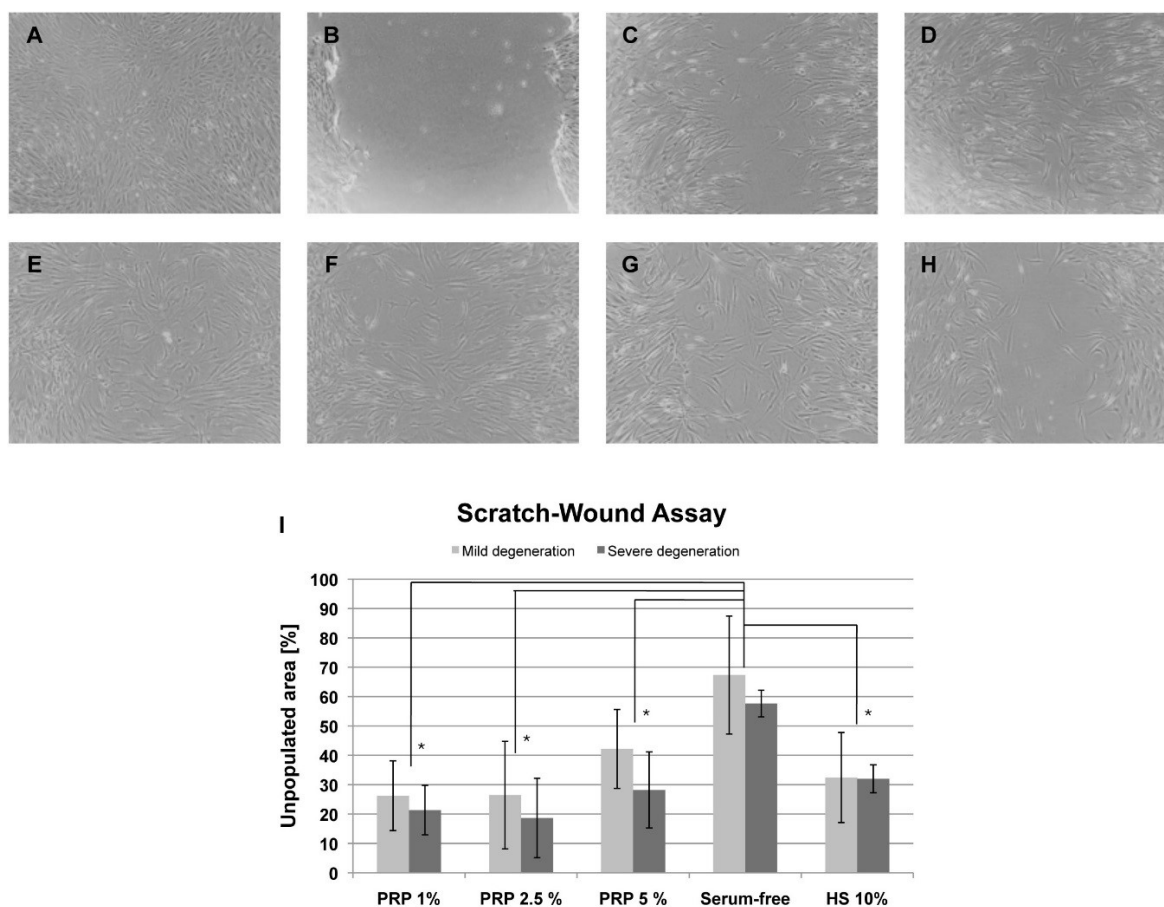 A B C D
E F G H
I
Scratch-Wound Assay
Mild degeneration Severe degeneration
Unpopulated area [%]
100
90
80
70
60
50
40
30
20
10
0
* * * *
PRP 1% PRP 2.5 % PRP 5 % Serum-free HS 10%